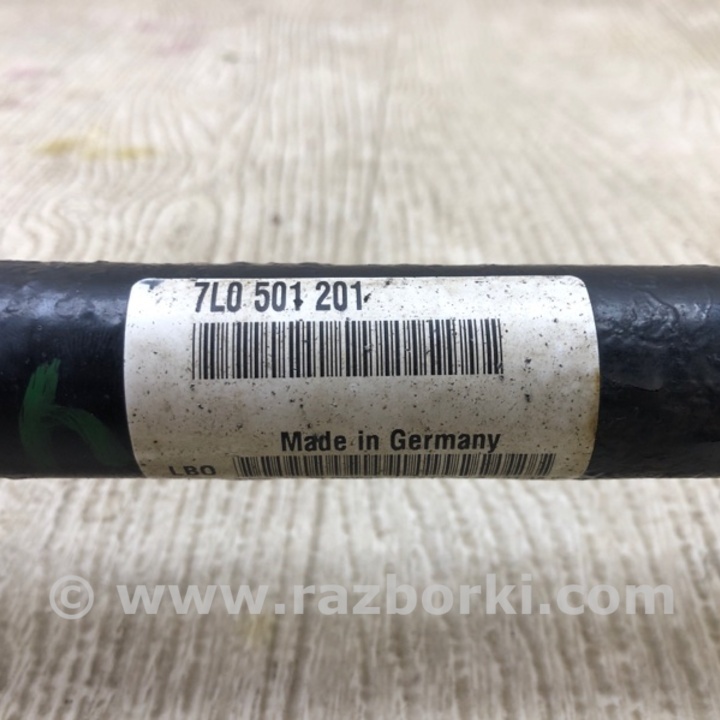 7L0 501 201
Made in Germany
LBO
© www.razborki.com